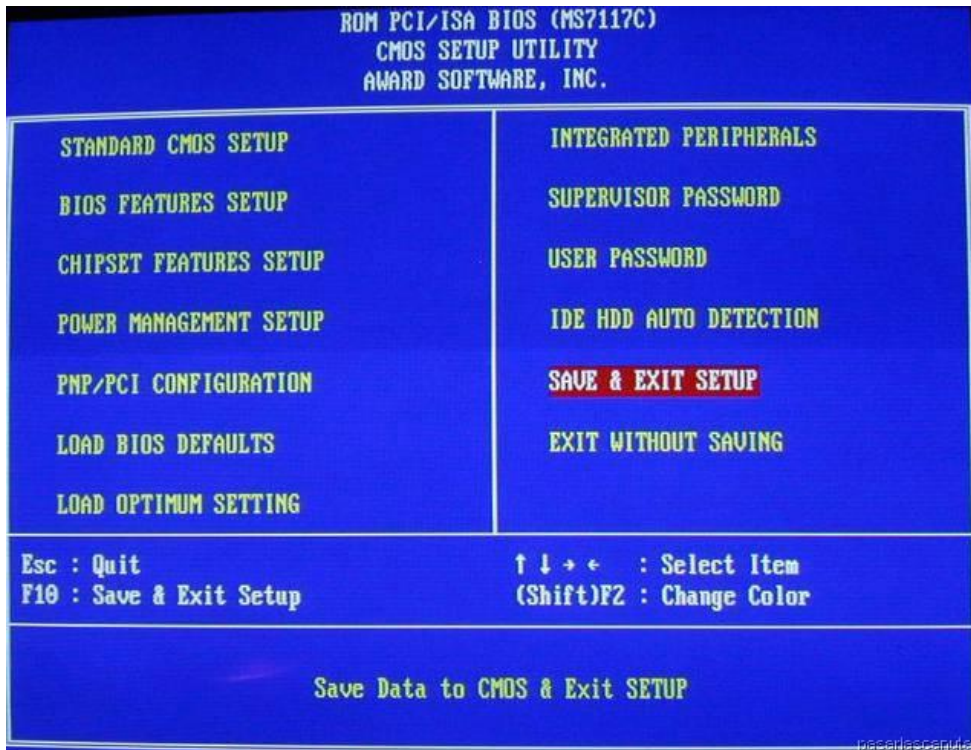 ROM PCI/ISA BIOS (MS7117C)
CMOS SETUP UTILITY
AWARD SOFTWARE, INC.
STANDARD CMOS SETUP
BIOS FEATURES SETUP
CHIPSET FEATURES SETUP
POWER MANAGEMENT SETUP
PNP/PCI CONFIGURATION
LOAD BIOS DEFAULTS
LOAD OPTIMUM SETTING
INTEGRATED PERIPHERALS
SUPERVISOR PASSWORD
USER PASSWORD
IDE HDD AUTO DETECTION
SAVE & EXIT SETUP
EXIT WITHOUT SAVING
Esc : Quit
F10 : Save & Exit Setup
↑ ↓ → ← : Select Item
(Shift)F2 : Change Color
Save Data to CMOS & Exit SETUP